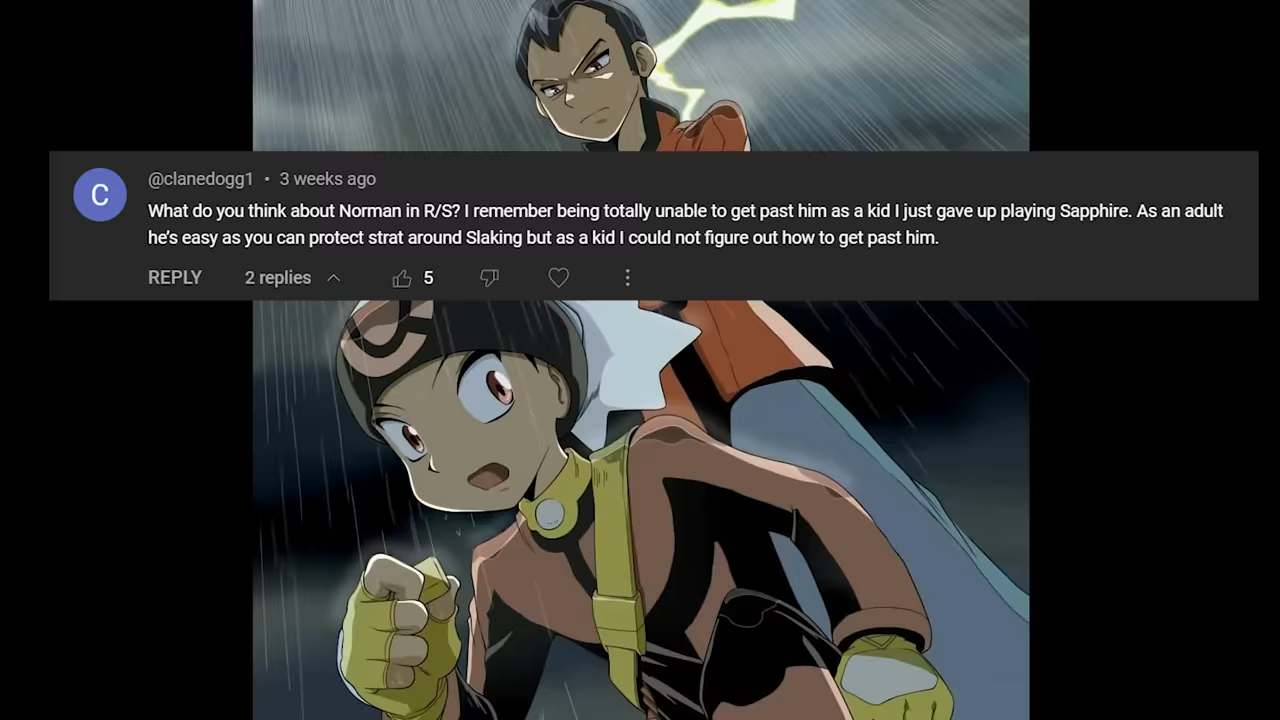 C
@clanedogg1 • 3 weeks ago
What do you think about Norman in R/S? I remember being totally unable to get past him as a kid I just gave up playing Sapphire. As an adult
he's easy as you can protect strat around Slaking but as a kid I could not figure out how to get past him.
REPLY 2 replies 5